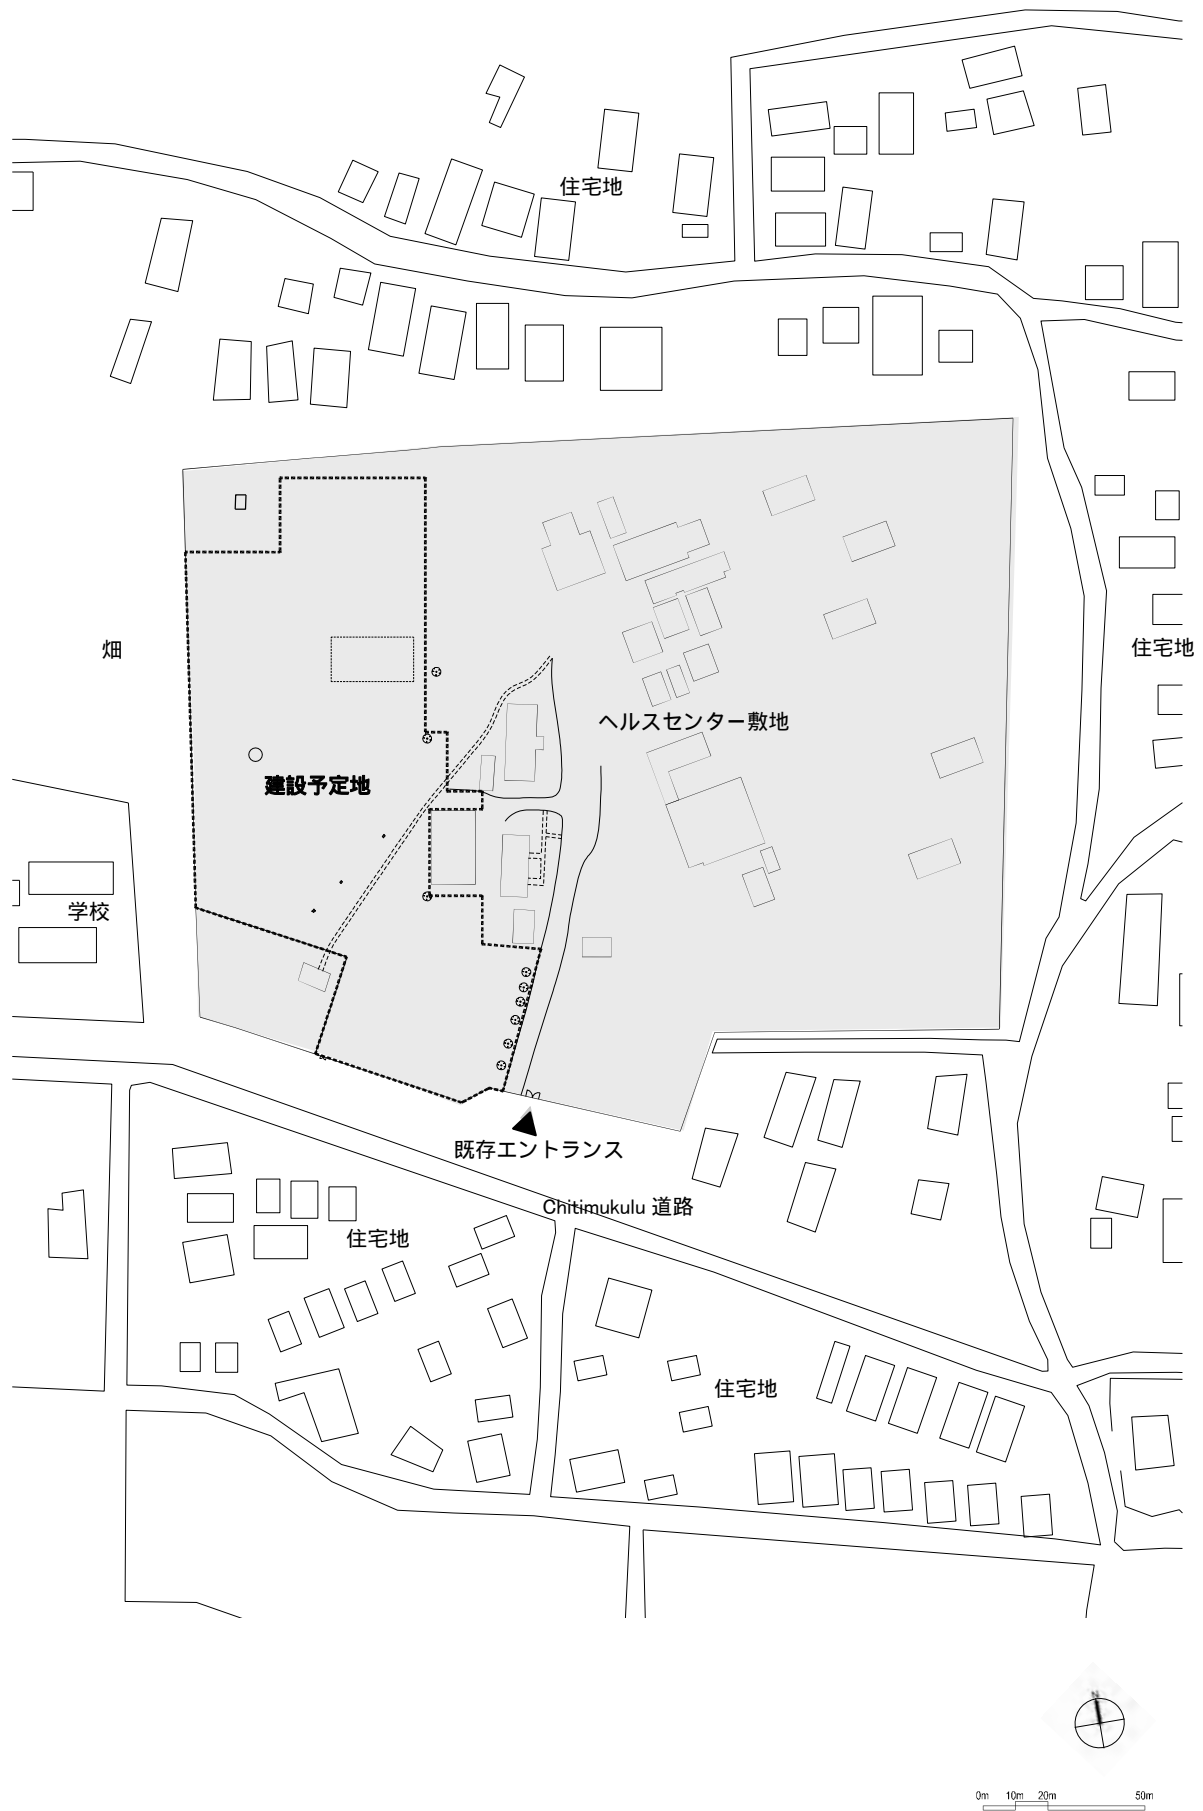 住宅地
畑
住宅地
ヘルスセンター敷地
建設予定地
学校
既存エントランス
Chitimukulu 道路
住宅地
住宅地
N
0m 10m 20m 50m